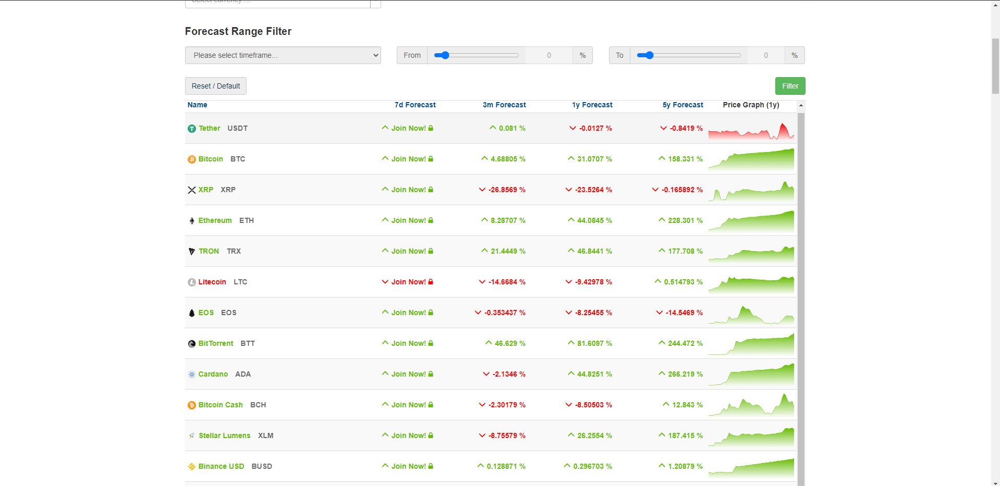 Select currency ...
Forecast Range Filter
Please select timeframe... From 0 % To 0 %
Reset / Default Filter
Name 7d Forecast 3m Forecast 1y Forecast 5y Forecast Price Graph (1y)
Tether USDT Join Now! 0.081 % -0.0127 % -0.8419 %
Bitcoin BTC Join Now! 4.68805 % 31.0707 % 158.331 %
XRP XRP Join Now! -26.8569 % -23.5264 % -0.165892 %
Ethereum ETH Join Now! 8.28707 % 44.0845 % 228.301 %
TRON TRX Join Now! 21.4449 % 46.8441 % 177.708 %
Litecoin LTC Join Now! -14.6684 % -9.42978 % 0.514793 %
EOS EOS Join Now! -0.353437 % -8.25455 % -14.5469 %
BitTorrent BTT Join Now! 46.629 % 81.6097 % 244.472 %
Cardano ADA Join Now! -2.1346 % 44.8251 % 266.219 %
Bitcoin Cash BCH Join Now! -2.30179 % -8.50503 % 12.843 %
Stellar Lumens XLM Join Now! -8.75579 % 26.2554 % 187.415 %
Binance USD BUSD Join Now! 0.128871 % 0.296703 % 1.20879 %